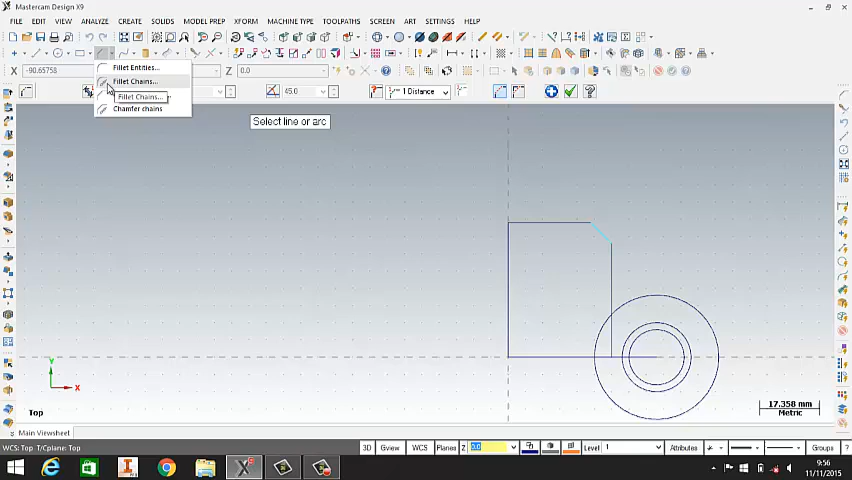 Mastercam Design X9
FILE EDIT VIEW ANALYZE CREATE SOLIDS MODEL PREP XFORM MACHINE TYPE TOOLPATHS SCREEN ART SETTINGS HELP
Fillet Entities...
X -90.65758 Z 0.0
Fillet Chains...
45.0 1 Distance
Fillet Chains...
Chamfer chains
Select line or arc
Y
X
17.358 mm
Metric
Top
Main Viewsheet
WCS: Top T/Cplane: Top
3D Gview WCS Planes Z 0.0 Level 1 Attributes Groups
9:56
11/11/2015